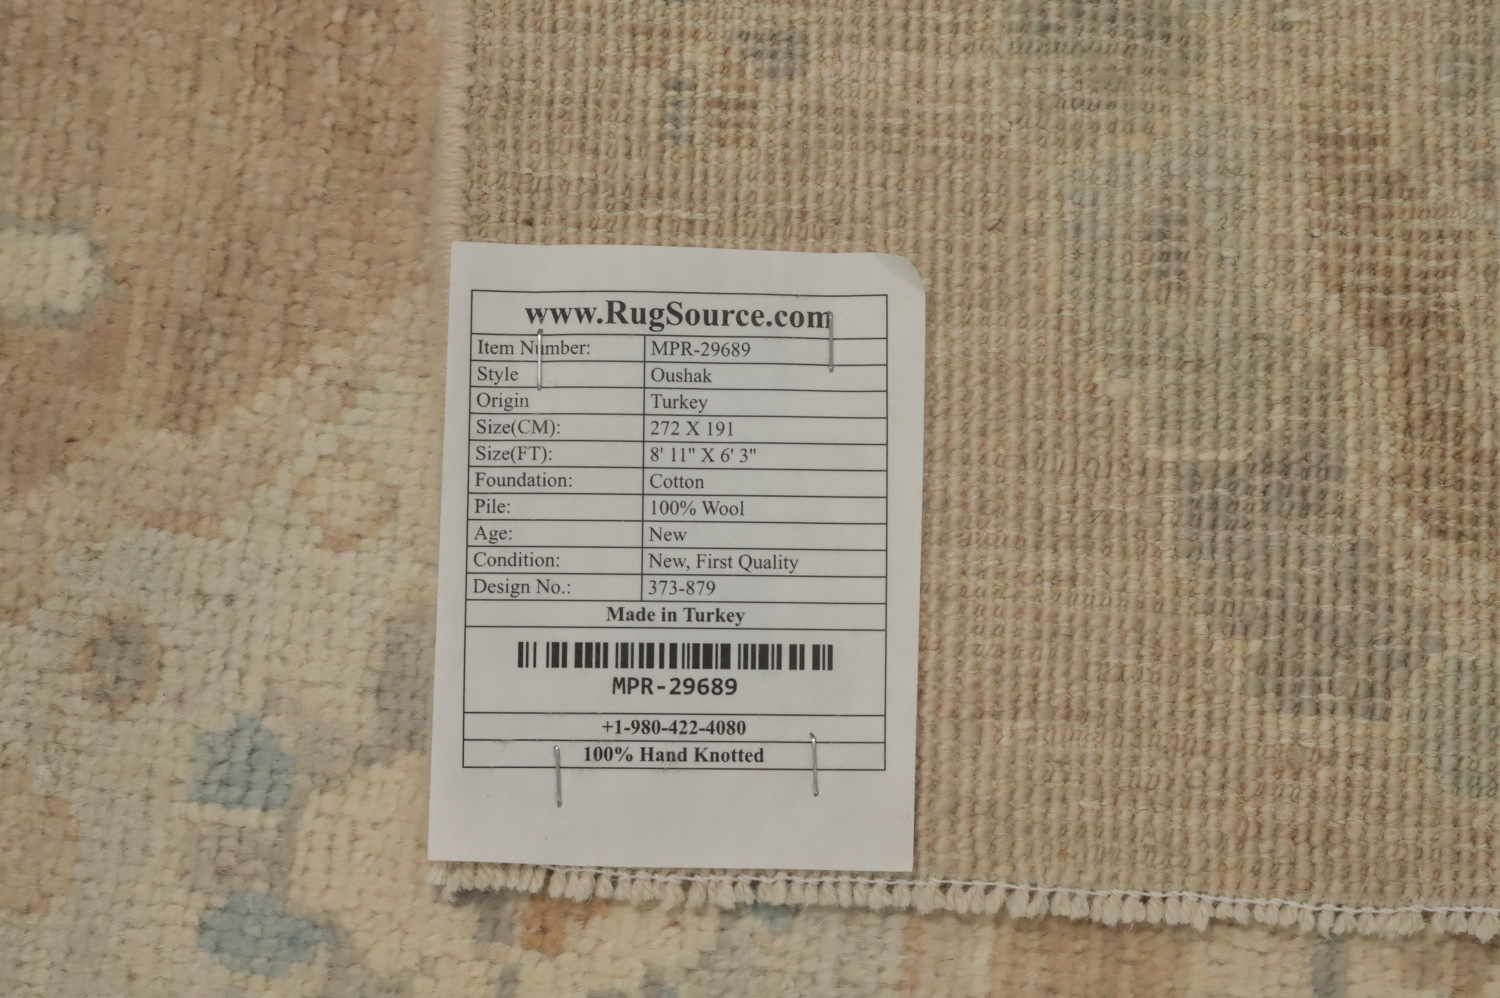 www.RugSource.com
Item Number: MPR-29689
Style Oushak
Origin Turkey
Size(CM): 272 X 191
Size(FT): 8' 11" X 6' 3"
Foundation: Cotton
Pile: 100% Wool
Age: New
Condition: New, First Quality
Design No.: 373-879
Made in Turkey
MPR-29689
+1-980-422-4080
100% Hand Knotted